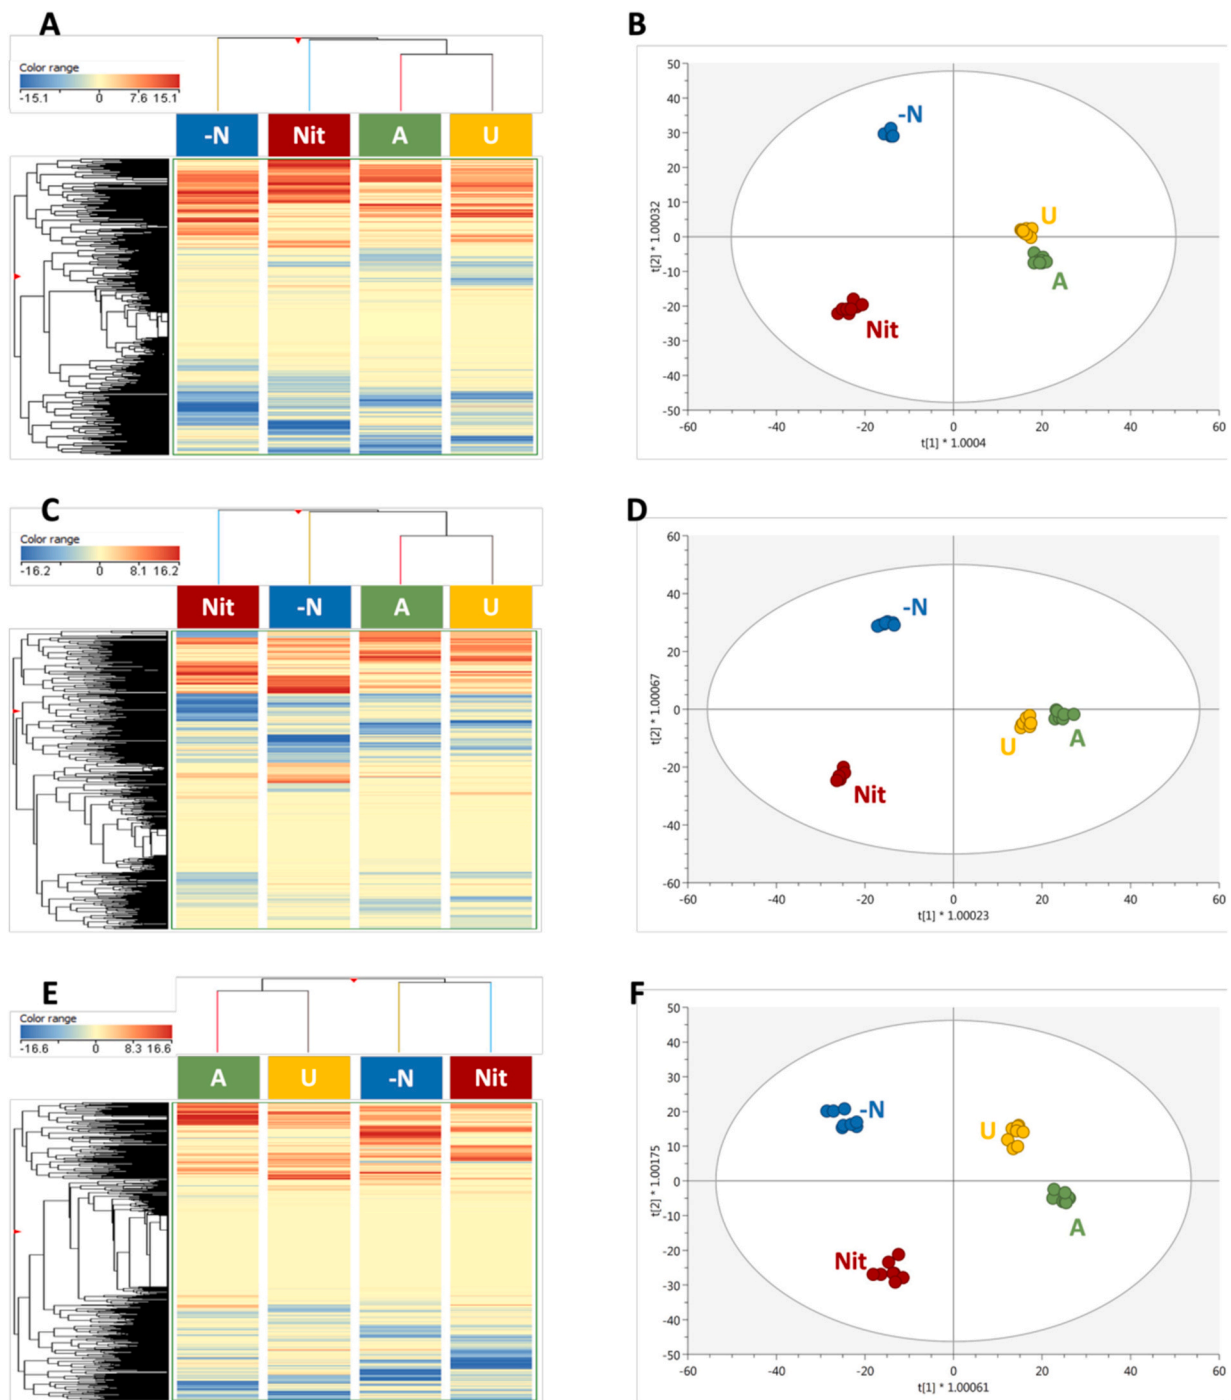 A
Color range
-15.1 0 7.6 15.1
-N Nit A U
B
50
40
30
20
10
0
-10
-20
-30
-40
-50
-60 -40 -20 0 20 40 60
t[2] * 1.00032
t[1] * 1.0004
-N
U
A
Nit
C
Color range
-16.2 0 8.1 16.2
Nit -N A U
D
60
40
20
0
-20
-40
-60
-60 -40 -20 0 20 40 60
t[2] * 1.00067
t[1] * 1.00023
-N
U
A
Nit
E
Color range
-16.6 0 8.3 16.6
A U -N Nit
F
50
40
30
20
10
0
-10
-20
-30
-40
-50
-60 -40 -20 0 20 40 60
t[2] * 1.00175
t[1] * 1.00061
-N
U
A
Nit